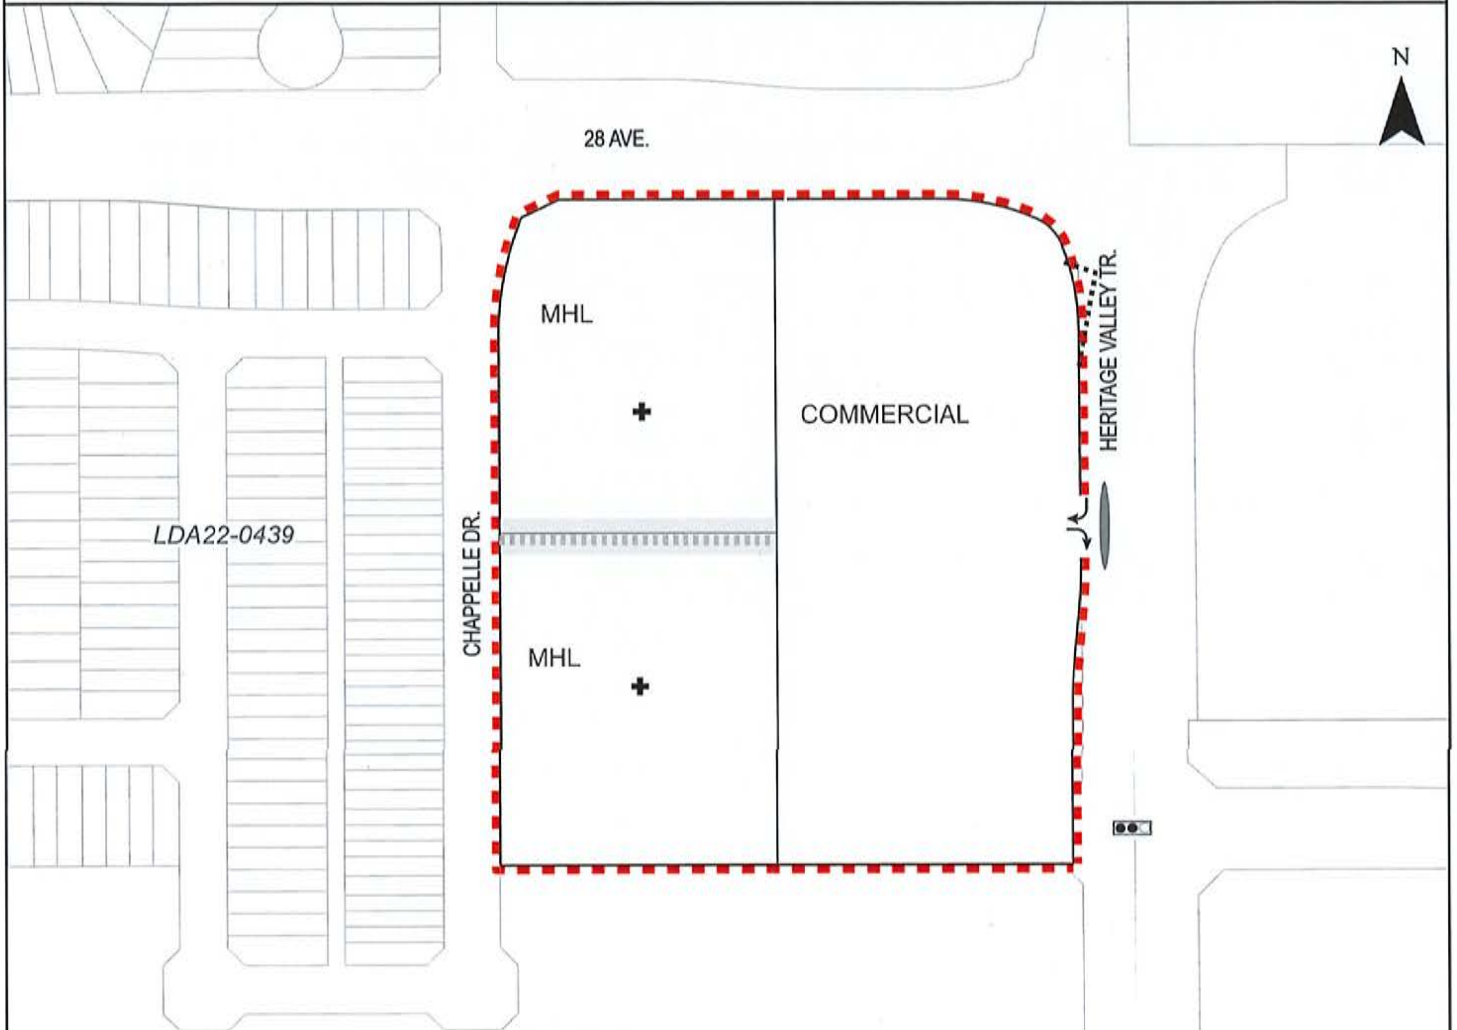 N
28 AVE.
HERITAGE VALLEY TR.
MHL
COMMERCIAL
LDA22-0439
CHAPPELLE DR.
MHL